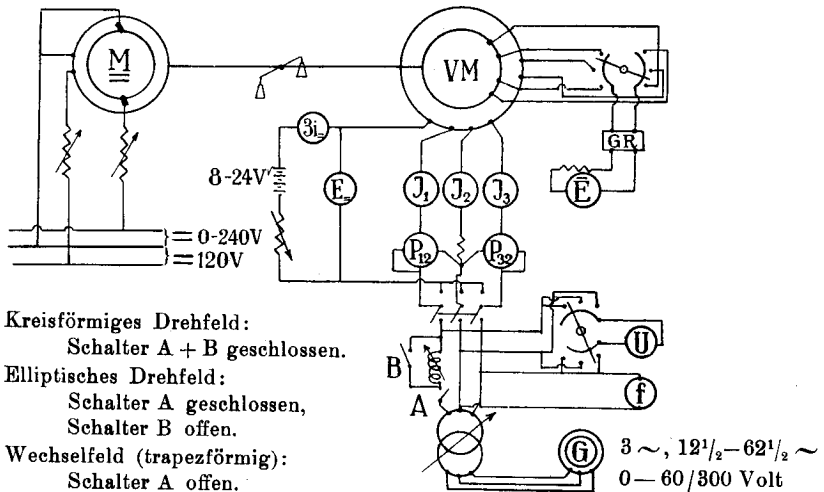 M
VM
3i=
8-24V
E=
J₁
J₂
J₃
GR.
Ē
P₁₂
P₃₂
=0-240V
=120V
Kreisförmiges Drehfeld:
Schalter A + B geschlossen.
Elliptisches Drehfeld:
Schalter A geschlossen,
Schalter B offen.
Wechselfeld (trapezförmig):
Schalter A offen.
B
A
U
f
G
3 ~, 12¹/₂–62¹/₂ ~
0–60/300 Volt